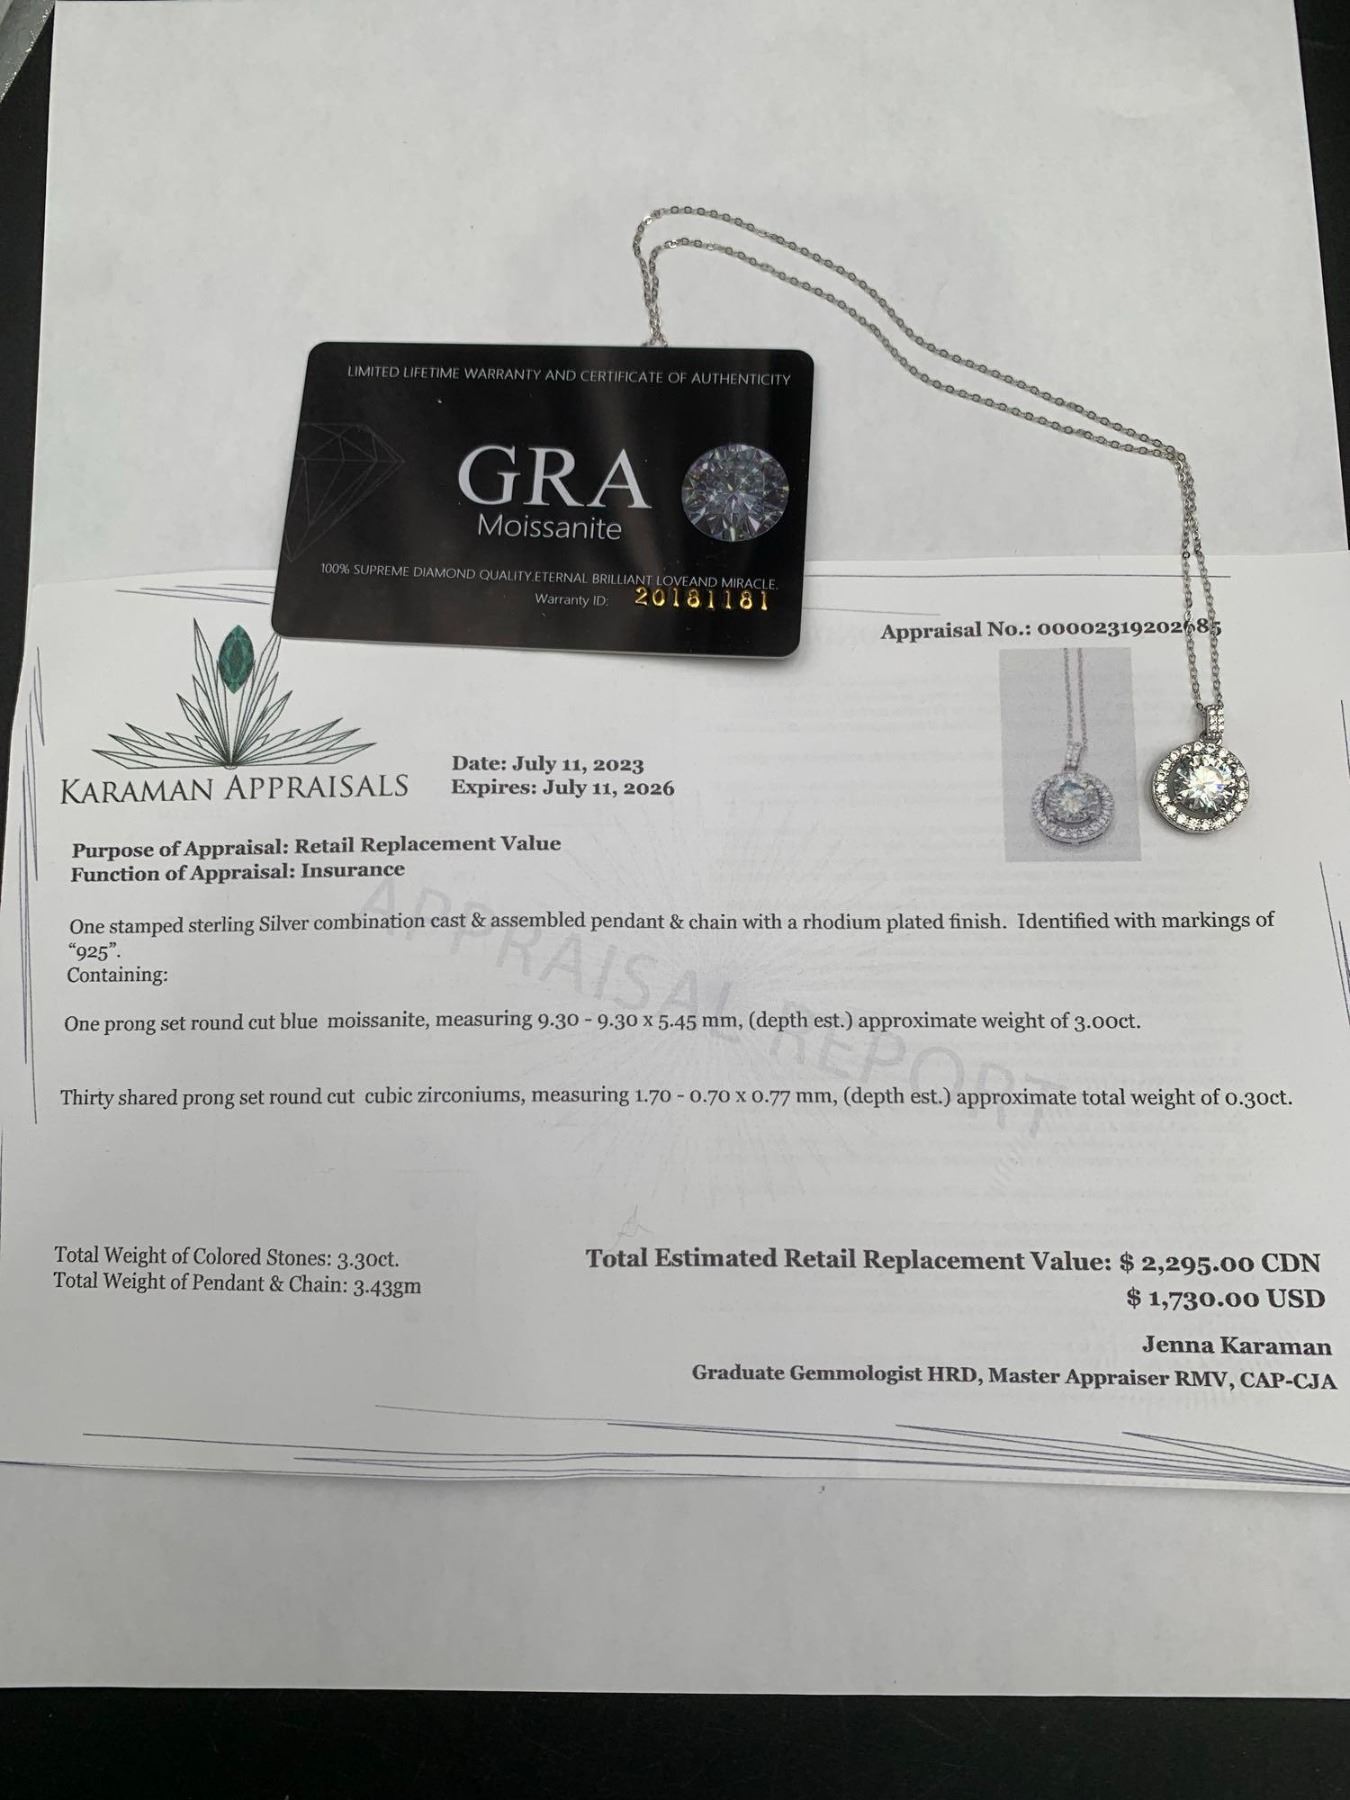 LIMITED LIFETIME WARRANTY AND CERTIFICATE OF AUTHENTICITY
GRA
Moissanite
100% SUPREME DIAMOND QUALITY.ETERNAL BRILLIANT LOVEAND MIRACLE.
Warranty ID: 20181181
Appraisal No.: 00002319202685
KARAMAN APPRAISALS
Date: July 11, 2023
Expires: July 11, 2026
Purpose of Appraisal: Retail Replacement Value
Function of Appraisal: Insurance
APPRAISAL REPORT
One stamped sterling Silver combination cast & assembled pendant & chain with a rhodium plated finish. Identified with markings of
“925”.
Containing:
One prong set round cut blue moissanite, measuring 9.30 - 9.30 x 5.45 mm, (depth est.) approximate weight of 3.00ct.
Thirty shared prong set round cut cubic zirconiums, measuring 1.70 - 0.70 x 0.77 mm, (depth est.) approximate total weight of 0.30ct.
Total Weight of Colored Stones: 3.30ct.
Total Weight of Pendant & Chain: 3.43gm
Total Estimated Retail Replacement Value: $ 2,295.00 CDN
$ 1,730.00 USD
Jenna Karaman
Graduate Gemmologist HRD, Master Appraiser RMV, CAP-CJA